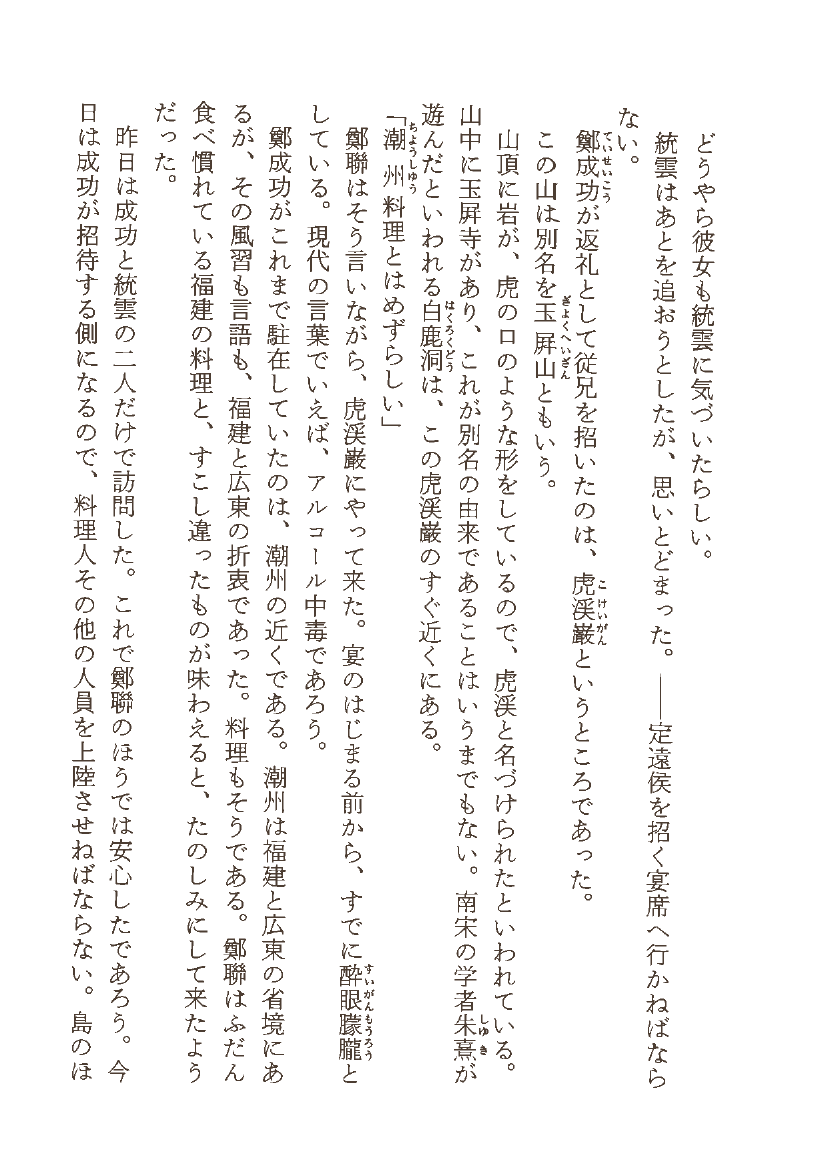 どうやら彼女も統雲に気づいたらしい。
統雲はあとを追おうとしたが、思いとどまった。――定遠侯を招く宴席へ行かねばなら
ない。
鄭成功が返礼として従兄を招いたのは、虎渓巌というところであった。
この山は別名を玉屛山ともいう。
山頂に岩が、虎の口のような形をしているので、虎渓と名づけられたといわれている。
山中に玉屛寺があり、これが別名の由来であることはいうまでもない。南宋の学者朱熹が
遊んだといわれる白鹿洞は、この虎渓巌のすぐ近くにある。
「潮州料理とはめずらしい」
鄭聯はそう言いながら、虎渓巌にやって来た。宴のはじまる前から、すでに酔眼朦朧と
している。現代の言葉でいえば、アルコール中毒であろう。
鄭成功がこれまで駐在していたのは、潮州の近くである。潮州は福建と広東の省境にあ
るが、その風習も言語も、福建と広東の折衷であった。料理もそうである。鄭聯はふだん
食べ慣れている福建の料理と、すこし違ったものが味わえると、たのしみにして来たよう
だった。
昨日は成功と統雲の二人だけで訪問した。これで鄭聯のほうでは安心したであろう。今
日は成功が招待する側になるので、料理人その他の人員を上陸させねばならない。島のほ